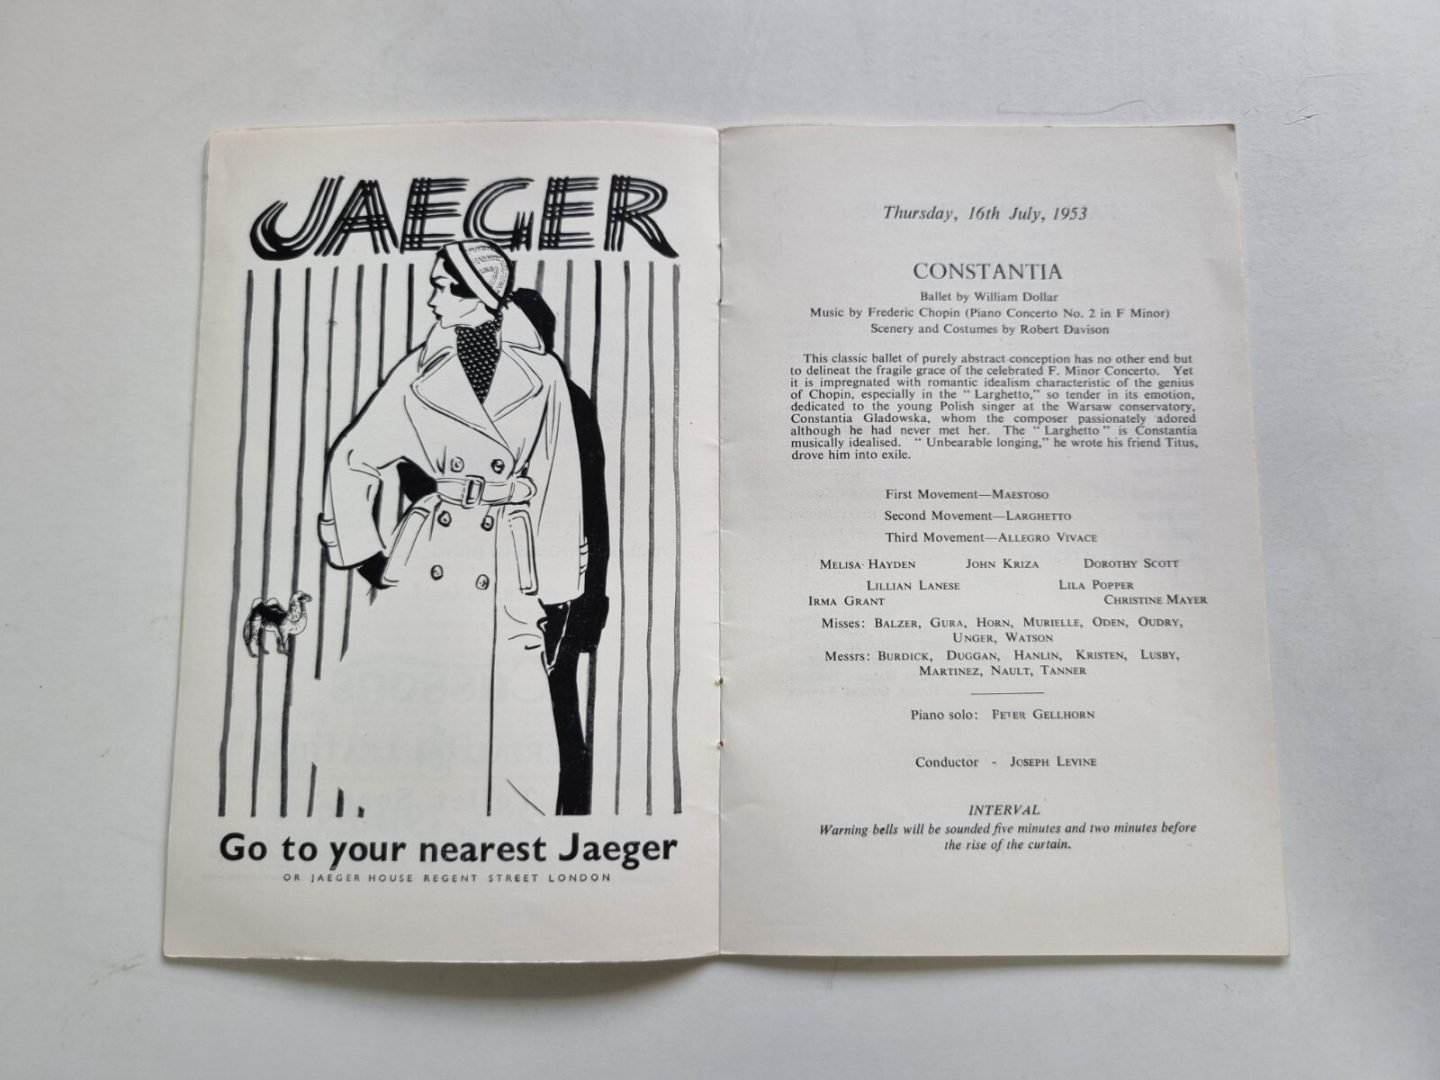 JAEGER
Go to your nearest Jaeger
OR JAEGER HOUSE REGENT STREET LONDON
Thursday, 16th July, 1953
CONSTANTIA
Ballet by William Dollar
Music by Frederic Chopin (Piano Concerto No. 2 in F Minor)
Scenery and Costumes by Robert Davison
This classic ballet of purely abstract conception has no other end but
to delineat the fragile grace of the celebrated F. Minor Concerto. Yet
it is impregnated with romantic idealism characteristic of the genius
of Chopin, especially in the "Larghetto," so tender in its emotion,
dedicated to the young Polish singer at the Warsaw conservatory,
Constantia Gladowska, whom the composer passionately adored
although he had never met her. The "Larghetto" is Constantia
musically idealised. "Unbearable longing," he wrote his friend Titus,
drove him into exile.
First Movement—MAESTOSO
Second Movement—LARGHETTO
Third Movement—ALLEGRO VIVACE
MELISA HAYDEN JOHN KRIZA DOROTHY SCOTT
LILLIAN LANESE LILA POPPER
IRMA GRANT CHRISTINE MAYER
Misses: BALZER, GURA, HORN, MURIELLE, ODEN, OUDRY,
UNGER, WATSON
Messrs: BURDICK, DUGGAN, HANLIN, KRISTEN, LUSBY,
MARTINEZ, NAULT, TANNER
Piano solo: PETER GELLHORN
Conductor - JOSEPH LEVINE
INTERVAL
Warning bells will be sounded five minutes and two minutes before
the rise of the curtain.